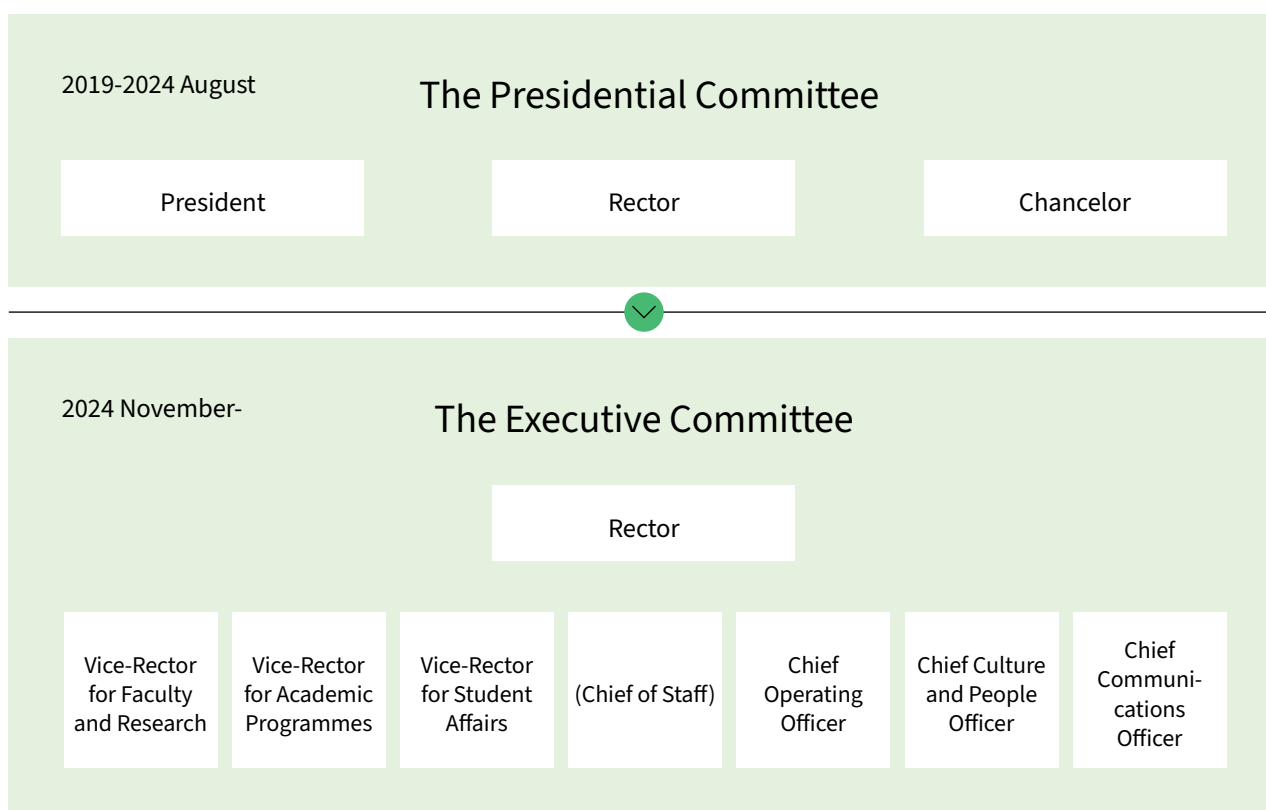 2019-2024 August
The Presidential Committee
President
Rector
Chancelor
2024 November-
The Executive Committee
Rector
Vice-Rector
for Faculty
and Research
Vice-Rector
for Academic
Programmes
Vice-Rector
for Student
Affairs
(Chief of Staff)
Chief
Operating
Officer
Chief Culture
and People
Officer
Chief
Communi-
cations
Officer